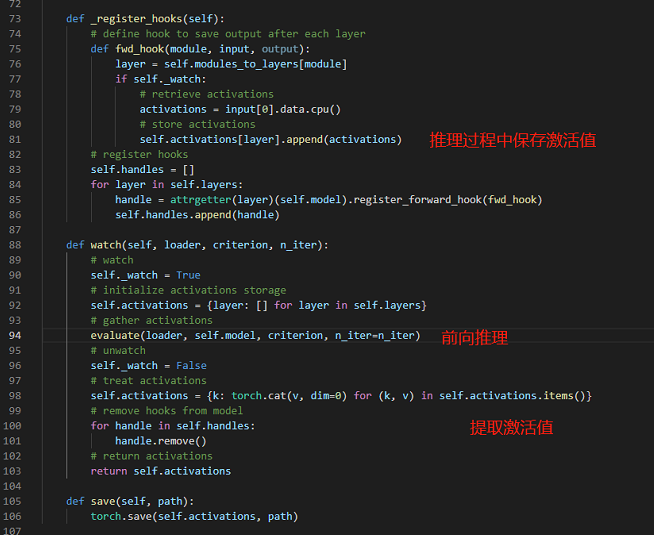 72
73 def _register_hooks(self):
74 # define hook to save output after each layer
75 def fwd_hook(module, input, output):
76 layer = self.modules_to_layers[module]
77 if self._watch:
78 # retrieve activations
79 activations = input[0].data.cpu()
80 # store activations
81 self.activations[layer].append(activations) 推理过程中保存激活值
82 # register hooks
83 self.handles = []
84 for layer in self.layers:
85 handle = attrgetter(layer)(self.model).register_forward_hook(fwd_hook)
86 self.handles.append(handle)
87
88 def watch(self, loader, criterion, n_iter):
89 # watch
90 self._watch = True
91 # initialize activations storage
92 self.activations = {layer: [] for layer in self.layers}
93 # gather activations
94 evaluate(loader, self.model, criterion, n_iter=n_iter) 前向推理
95 # unwatch
96 self._watch = False
97 # treat activations
98 self.activations = {k: torch.cat(v, dim=0) for (k, v) in self.activations.items()}
99 # remove hooks from model
100 for handle in self.handles: 提取激活值
101 handle.remove()
102 # return activations
103 return self.activations
104
105 def save(self, path):
106 torch.save(self.activations, path)
107